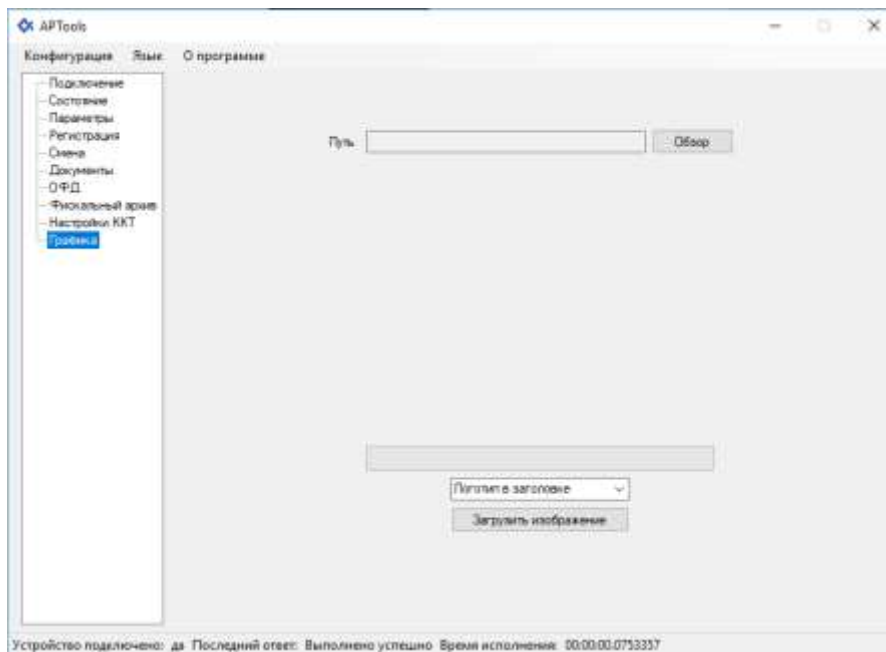 APTools
Конфигурация Язык О программе
Подключение
Состояние
Параметры
Регистрация
Смена
Документы
ОФД
Фискальный архив
Настройки ККТ
Графика
Путь
Обзор
Логотип в заголовке
Загрузить изображение
Устройство подключено: да Последний ответ: Выполнено успешно Время исполнения: 00:00:00.0753357